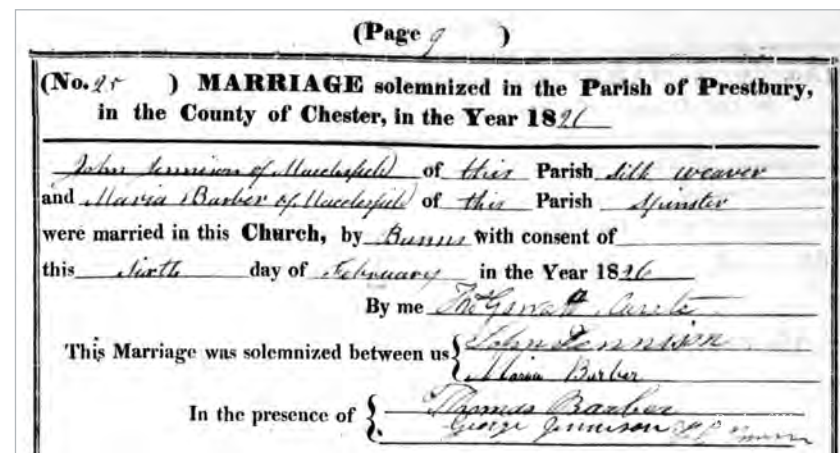 (Page 9 )
(No. 25 ) MARRIAGE solemnized in the Parish of Prestbury,
in the County of Chester, in the Year 1826
John Jennison of Macclesfield of this Parish silk weaver
and Maria Barber of Macclesfield of this Parish Spinster
were married in this Church, by Banns with consent of
this Sixth day of February in the Year 1826
By me Curate
This Marriage was solemnized between us { John Jennison
Maria Barber
In the presence of { Thomas Barber
George Jennison